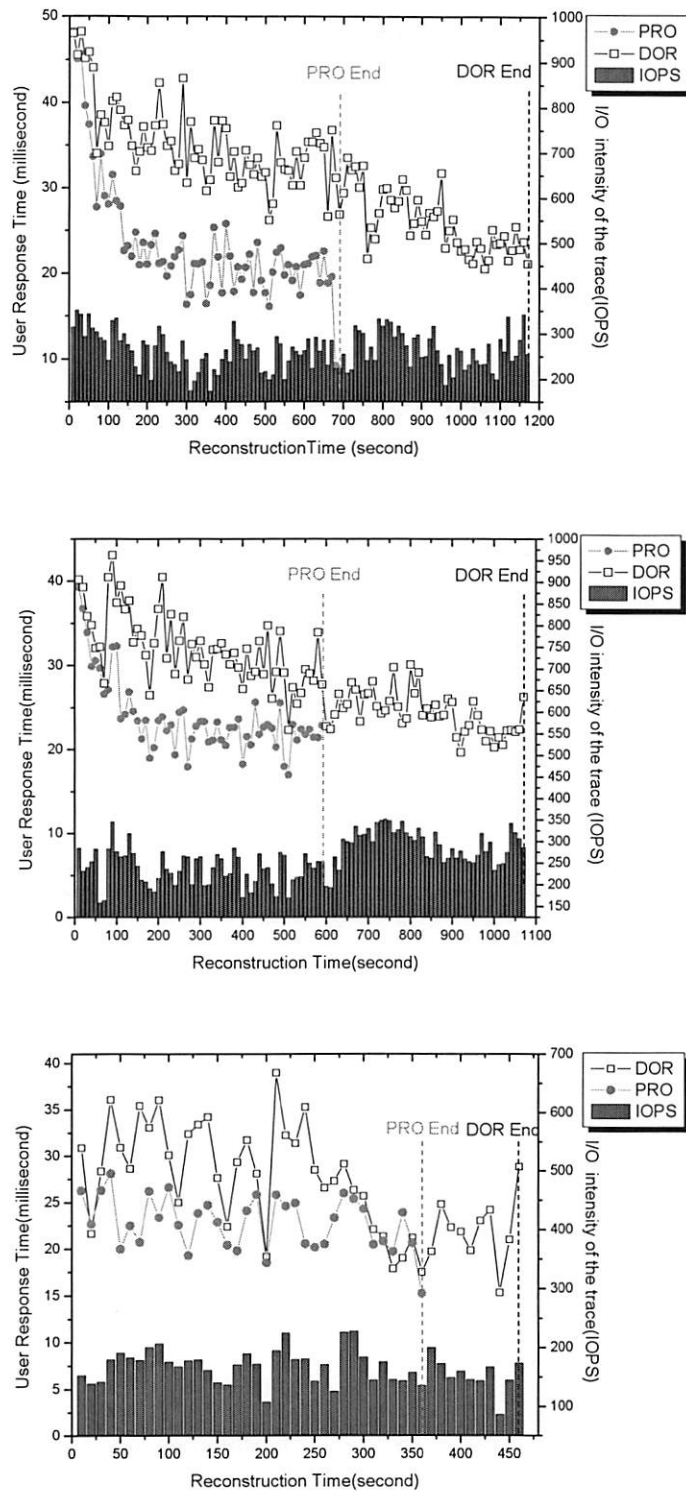 50
40
30
20
10
User Response Time (millisecond)
1000
900
800
700
600
500
400
300
200
I/O intensity of the trace(IOPS)
PRO End
DOR End
PRO
DOR
IOPS
0 100 200 300 400 500 600 700 800 900 1000 1100 1200
ReconstructionTime (second)
40
30
20
10
0
User Response Time(millisecond)
1000
950
900
850
800
750
700
650
600
550
500
450
400
350
300
250
200
150
I/O intensity of the trace (IOPS)
PRO End
DOR End
PRO
DOR
IOPS
0 100 200 300 400 500 600 700 800 900 1000 1100
Reconstruction Time(second)
40
35
30
25
20
15
10
5
0
User Response Time(millisecond)
700
600
500
400
300
200
100
I/O intensity of the trace(IOPS)
PRO End
DOR End
DOR
PRO
IOPS
0 50 100 150 200 250 300 350 400 450
Reconstruction Time(second)